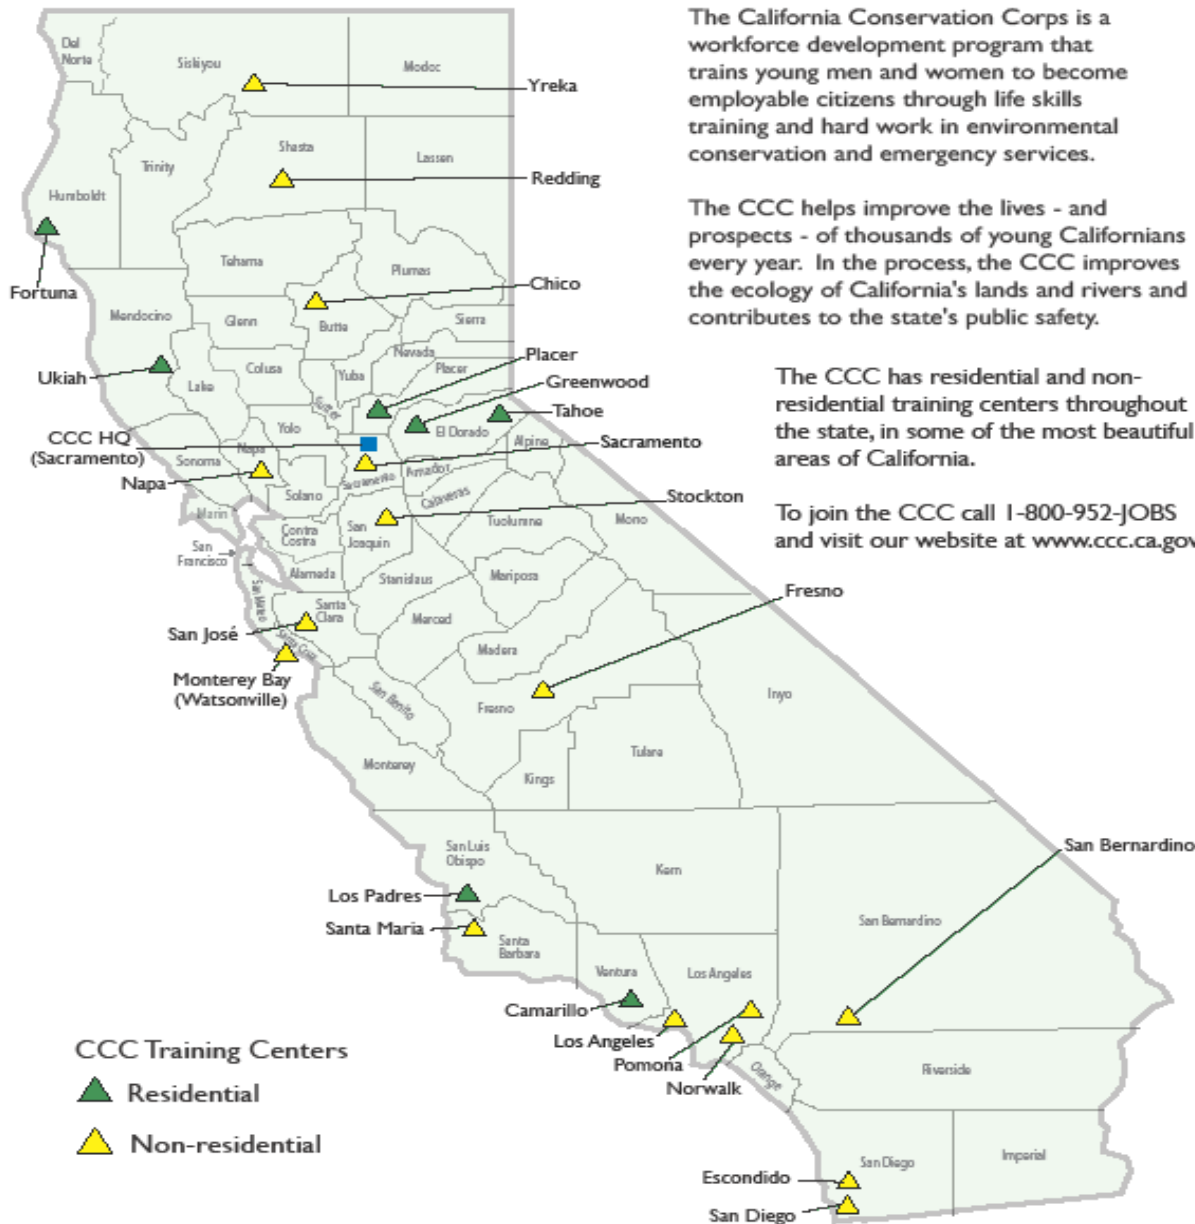 The California Conservation Corps is a
workforce development program that
trains young men and women to become
employable citizens through life skills
training and hard work in environmental
conservation and emergency services.
The CCC helps improve the lives - and
prospects - of thousands of young Californians
every year. In the process, the CCC improves
the ecology of California's lands and rivers and
contributes to the state's public safety.
The CCC has residential and non-
residential training centers throughout
the state, in some of the most beautiful
areas of California.
To join the CCC call 1-800-952-JOBS
and visit our website at www.ccc.ca.gov
Del
Norte
Siskiyou
Modoc
Yreka
Shasta
Lassen
Trinity
Redding
Humboldt
Fortuna
Tehama
Plumas
Chico
Mendocino
Glenn
Butte
Sierra
Nevada
Placer
Ukiah
Lake
Colusa
Yuba
Placer
Greenwood
Sutter
Tahoe
CCC HQ
(Sacramento)
Yolo
El Dorado
Alpine
Sacramento
Sonoma
Napa
Napa
Sacramento
Amador
Solano
Calaveras
Stockton
Marin
Contra
Costa
San
Joaquin
Tuolumne
Mono
San
Francisco
Alameda
Stanislaus
Mariposa
Fresno
San Mateo
Santa
Clara
Merced
San José
Santa Cruz
Madera
Monterey Bay
(Watsonville)
San Benito
Fresno
Inyo
Monterey
Kings
Tulare
San Luis
Obispo
Kern
San Bernardino
Los Padres
San Bernardino
Santa Maria
Santa
Barbara
Ventura
Los Angeles
Camarillo
Los Angeles
Pomona
Norwalk
Orange
Riverside
CCC Training Centers
Residential
Non-residential
Escondido
San Diego
Imperial
San Diego